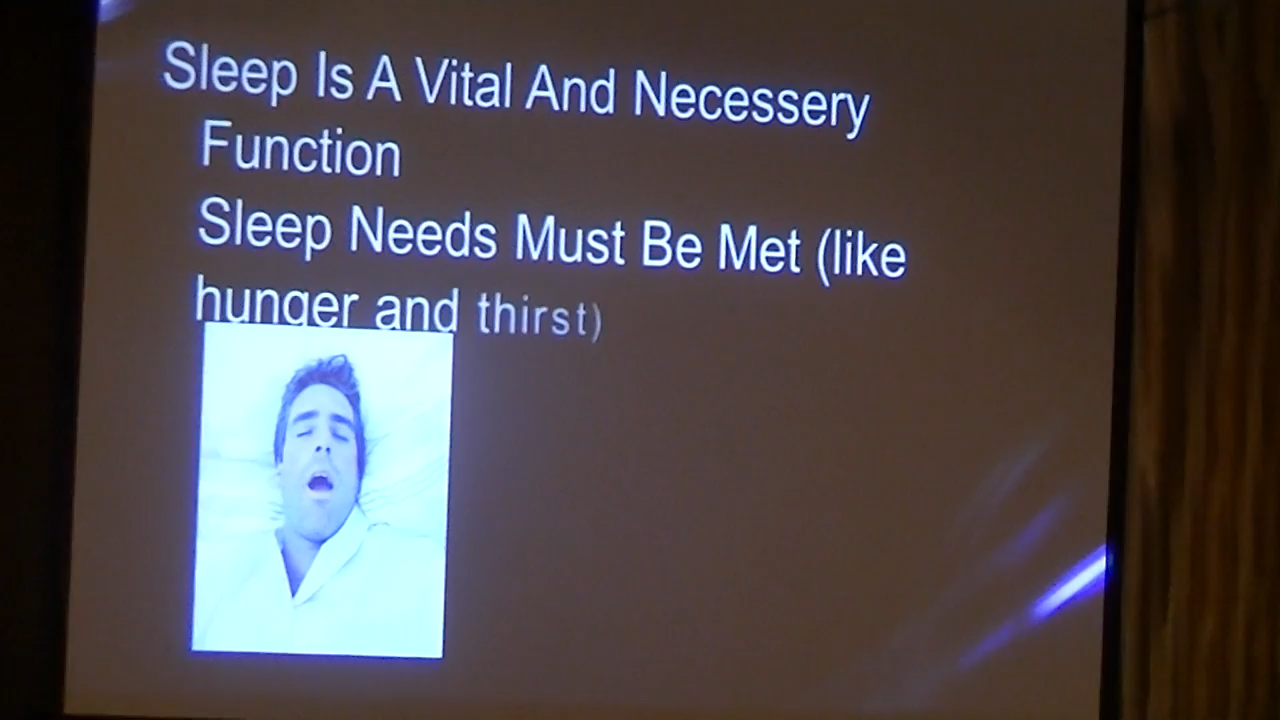 Sleep Is A Vital And Necessery
Function
Sleep Needs Must Be Met (like
hunger and thirst)